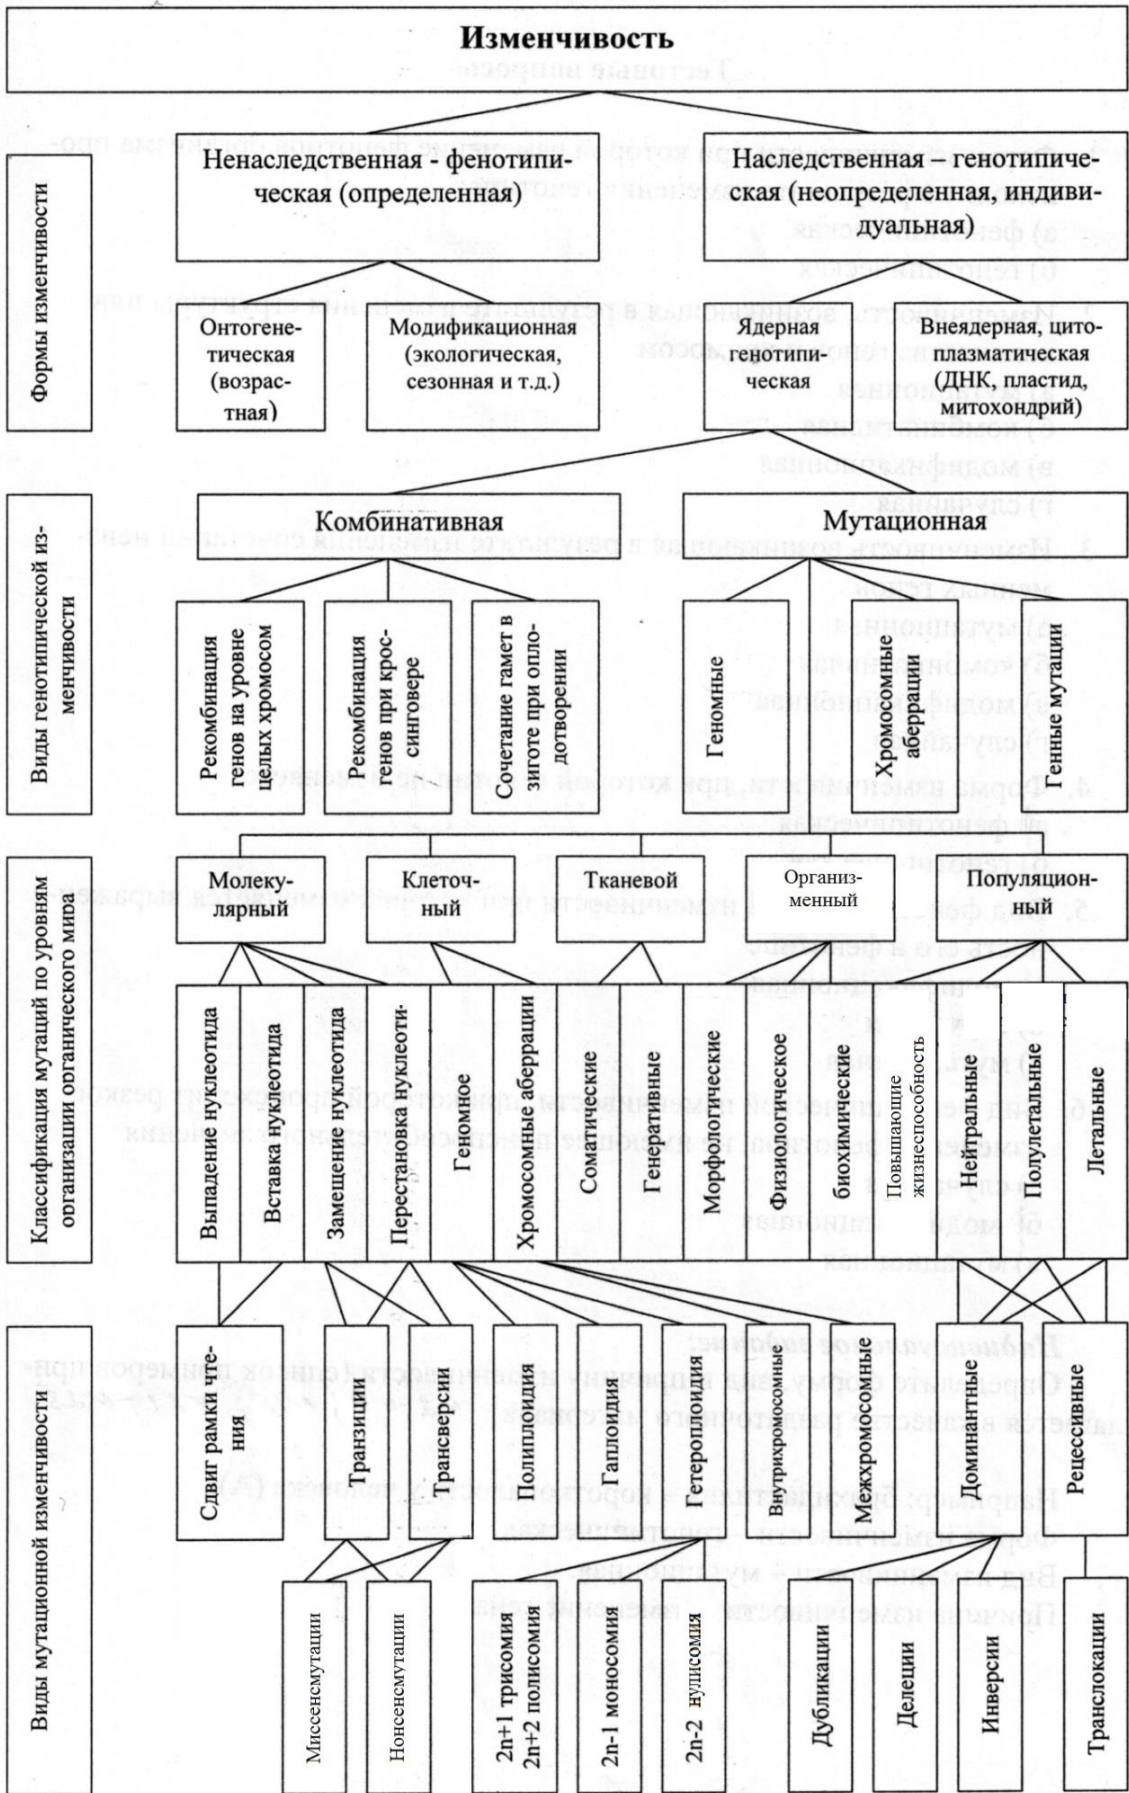 Изменчивость
Формы изменчивости
Ненаследственная - фенотипи-
ческая (определенная)
Наследственная – генотипиче-
ская (неопределенная, индиви-
дуальная)
Онтогене-
тическая
(возрас-
тная)
Модификационная
(экологическая,
сезонная и т.д.)
Ядерная
генотипи-
ческая
Внеядерная, цито-
плазматическая
(ДНК, пластид,
митохондрий)
Виды генотипической из-
менчивости
Комбинативная
Мутационная
Рекомбинация
генов на уровне
целых хромосом
Рекомбинация
генов при крос-
синговере
Сочетание гамет в
зиготе при опло-
дотворении
Геномные
Хромосомные
аберрации
Генные мутации
Классификация мутаций по уровням
организации органического мира
Молеку-
лярный
Клеточ-
ный
Тканевой
Организ-
менный
Популяцион-
ный
Выпадение нуклеотида
Вставка нуклеотида
Замещение нуклеотида
Перестановка нуклеоти-
Геномные
Хромосомные аберрации
Соматические
Генеративные
Морфологические
Физиологическое
биохимические
Повышающие
жизнеспособность
Нейтральные
Полулетальные
Летальные
Виды мутационной изменчивости
Сдвиг рамки чте-
ния
Транзиции
Трансверсии
Полиплоидия
Гаплоидия
Гетероплоидия
Внутрихромосомные
Межхромосомные
Доминантные
Рецессивные
Миссенсмутации
Нонсенсмутации
2n+1 трисомия
2n+2 полисомия
2n-1 моносомия
2n-2 нулисомия
Дубликации
Делеции
Инверсии
Транслокации